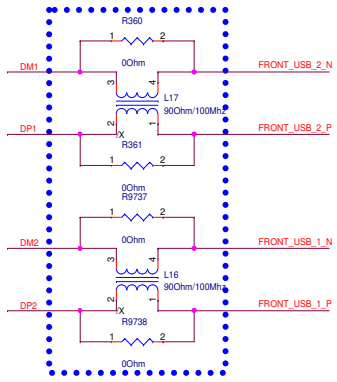 R360
1 2
DM1 0Ohm FRONT_USB_2_N
3 4
L17
90Ohm/100Mhz
2 1
DP1 X FRONT_USB_2_P
R361
1 2
0Ohm
R9737
1 2
DM2 0Ohm FRONT_USB_1_N
3 4
L16
90Ohm/100Mhz
2 1
DP2 X FRONT_USB_1_P
R9738
1 2
0Ohm